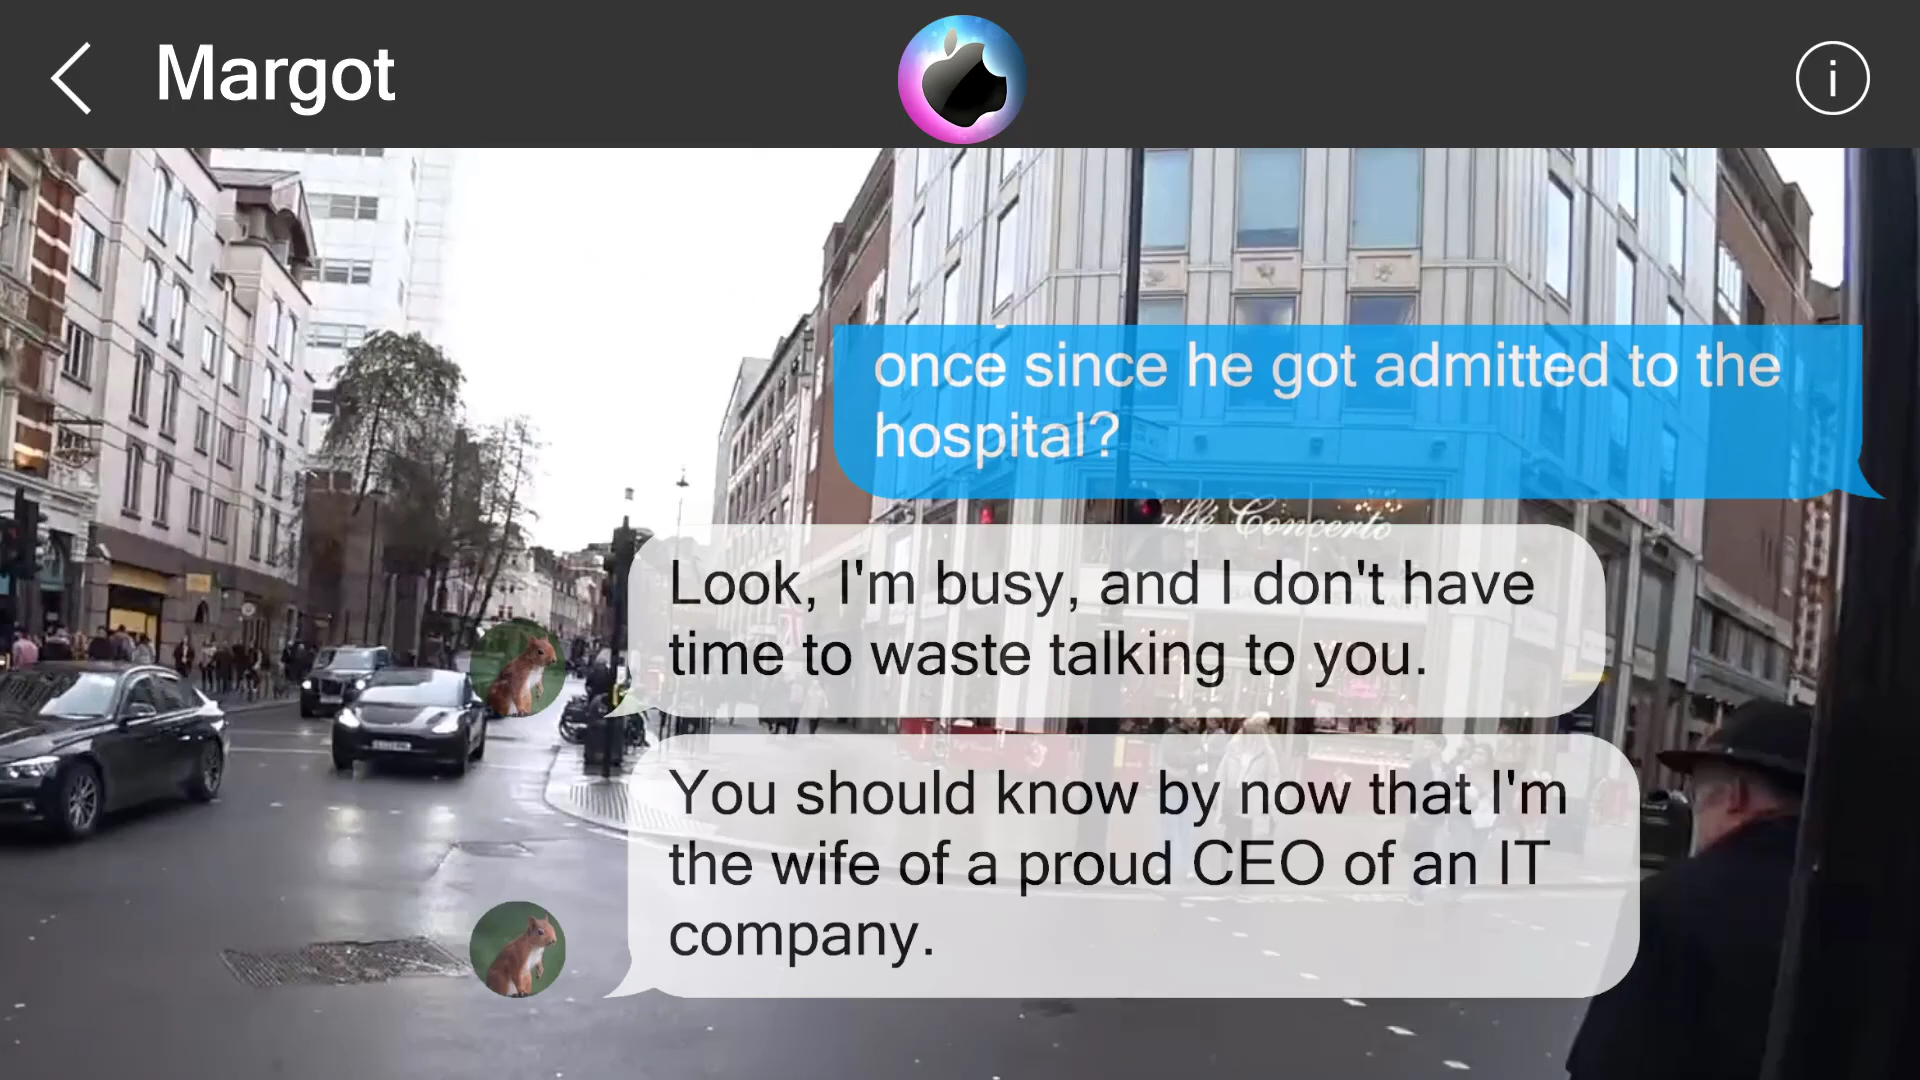 Margot
once since he got admitted to the
hospital?
Concerto
Look, I'm busy, and I don't have
time to waste talking to you.
You should know by now that I'm
the wife of a proud CEO of an IT
company.